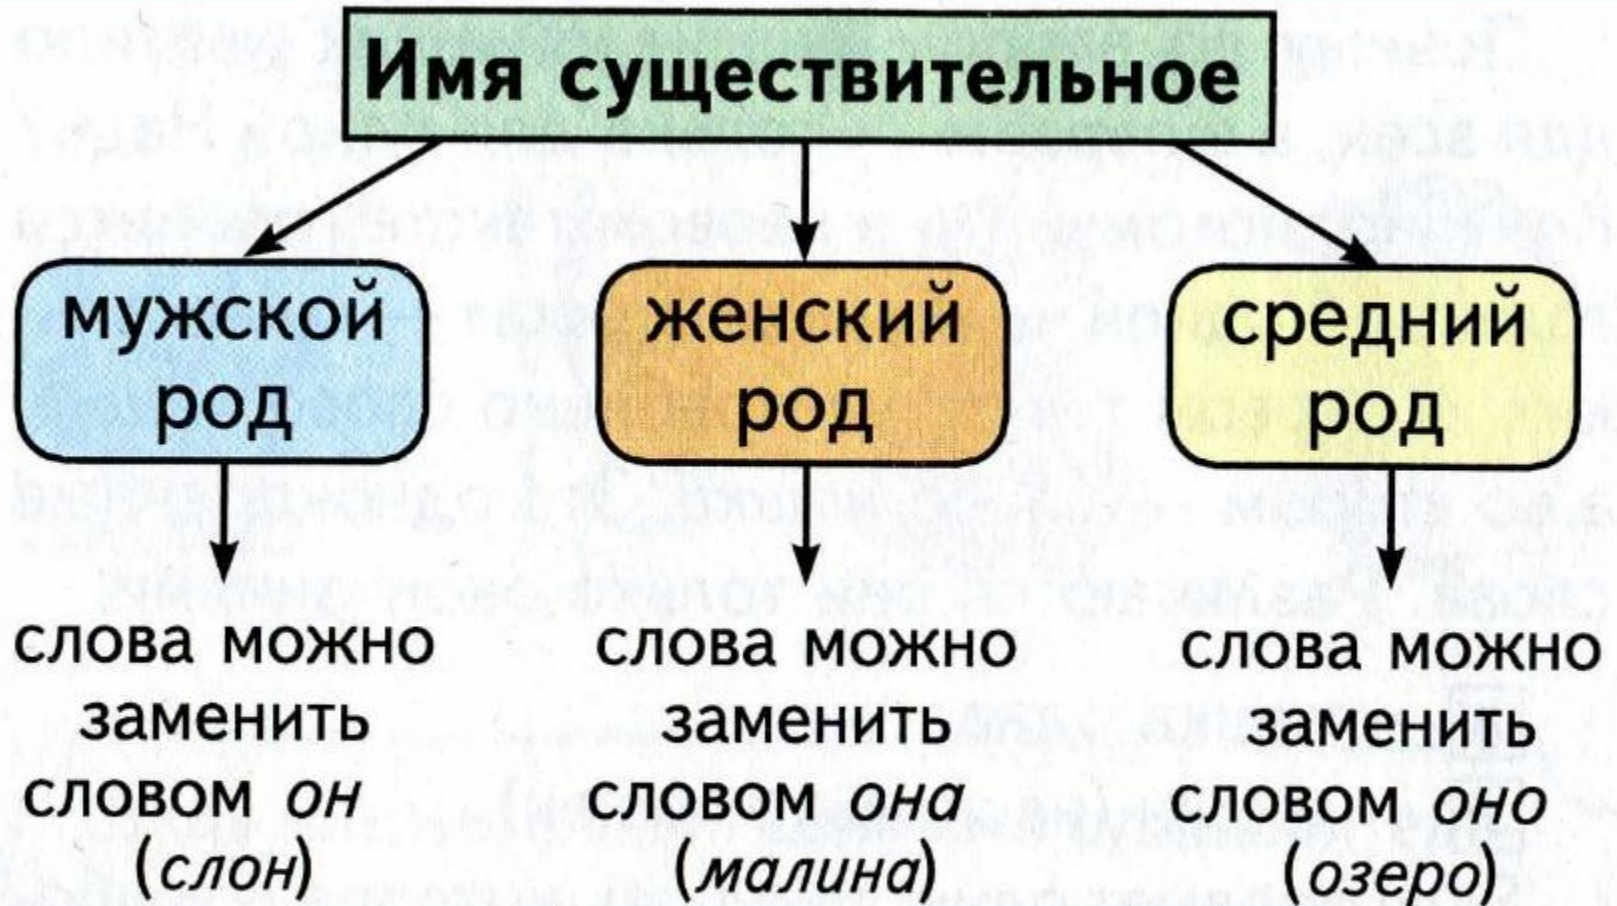 Имя существительное
мужской
род
женский
род
средний
род
слова можно
заменить
словом он
(слон)
слова можно
заменить
словом она
(малина)
слова можно
заменить
словом оно
(озеро)